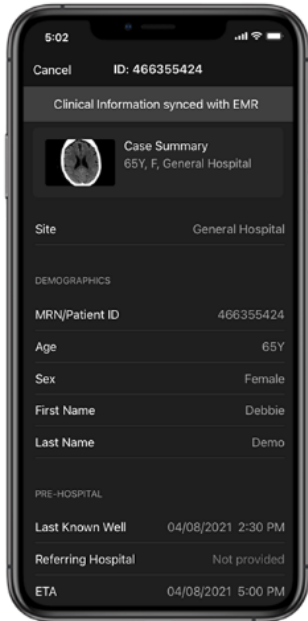 5:02
Cancel ID: 466355424
Clinical Information synced with EMR
Case Summary
65Y, F, General Hospital
Site General Hospital
DEMOGRAPHICS
MRN/Patient ID 466355424
Age 65Y
Sex Female
First Name Debbie
Last Name Demo
PRE-HOSPITAL
Last Known Well 04/08/2021 2:30 PM
Referring Hospital Not provided
ETA 04/08/2021 5:00 PM